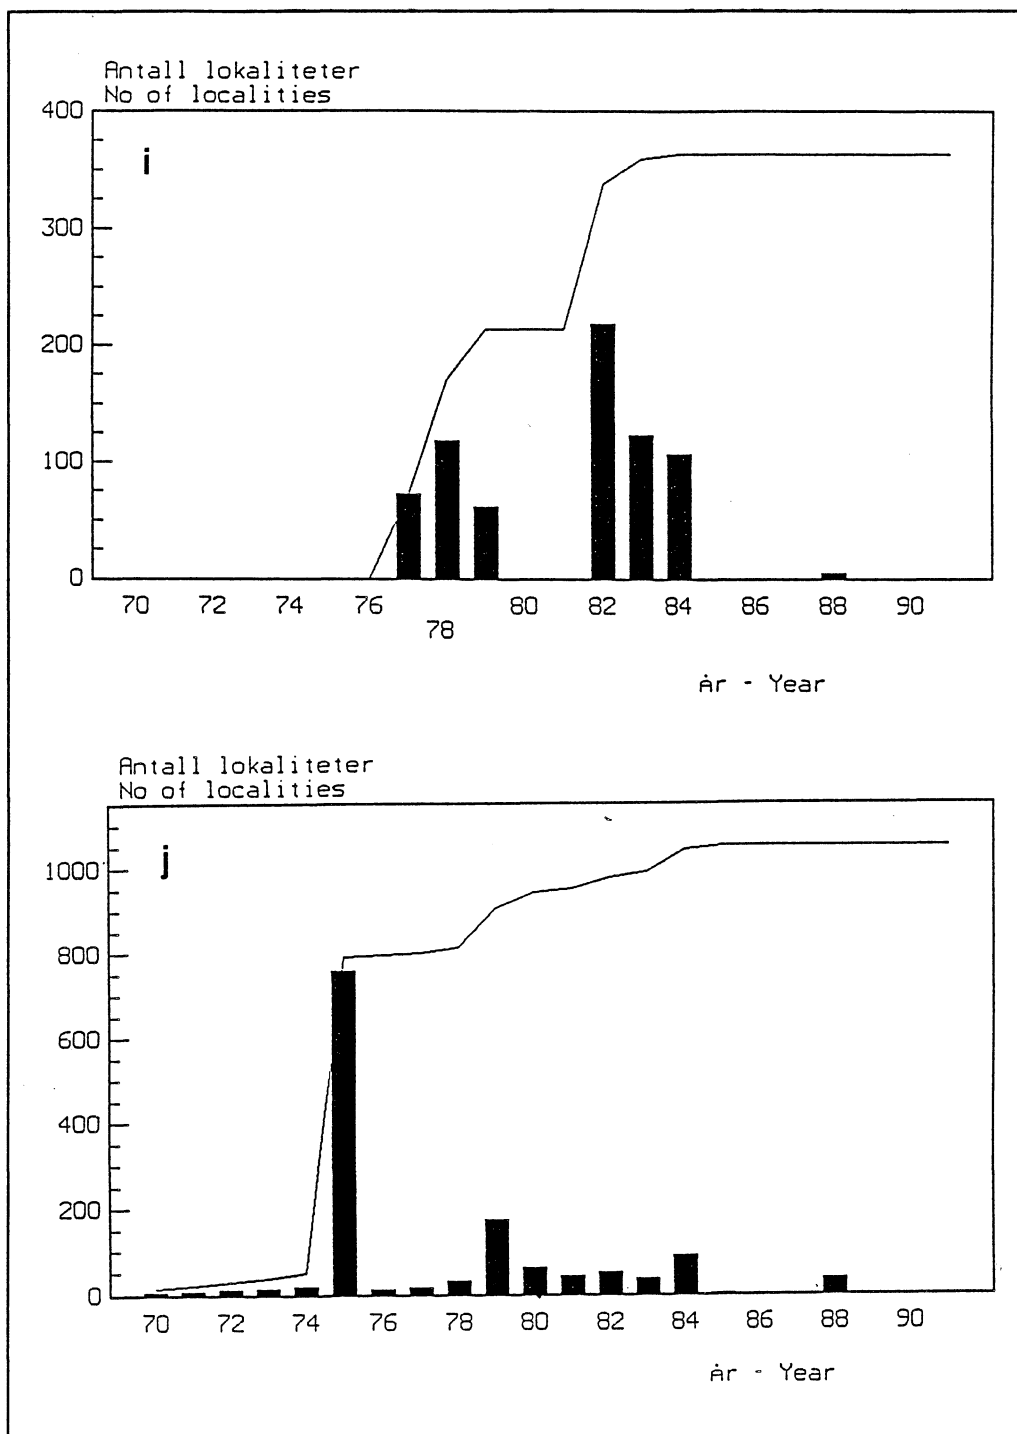 Antall lokaliteter
No of localities
400
i
300
200
100
0
70 72 74 76 80 82 84 86 88 90
78
År - Year
Antall lokaliteter
No of localities
j
1000
800
600
400
200
0
70 72 74 76 78 80 82 84 86 88 90
År - Year